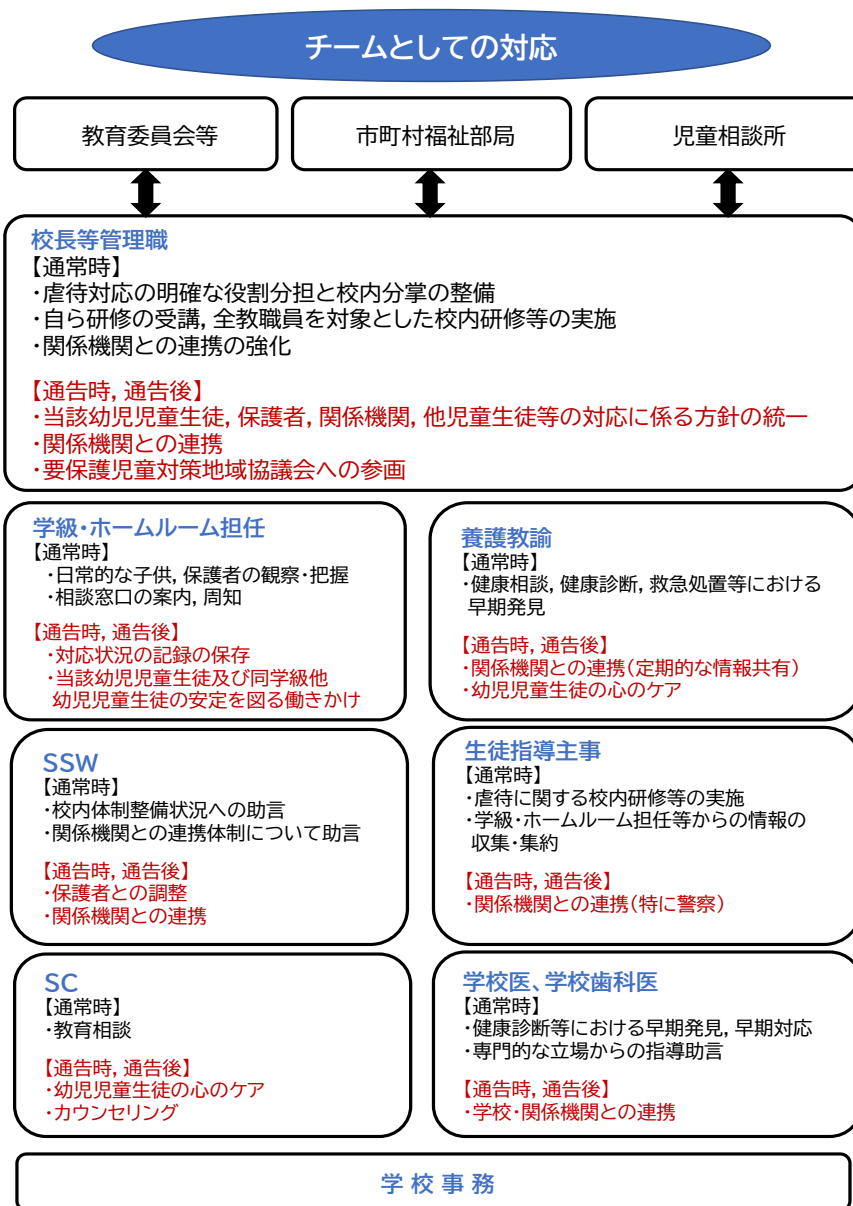 チームとしての対応
教育委員会等
市町村福祉部局
児童相談所
校長等管理職
【通常時】
・虐待対応の明確な役割分担と校内分掌の整備
・自ら研修の受講，全教職員を対象とした校内研修等の実施
・関係機関との連携の強化
【通告時，通告後】
・当該幼児児童生徒，保護者，関係機関，他児童生徒等の対応に係る方針の統一
・関係機関との連携
・要保護児童対策地域協議会への参画
学級・ホームルーム担任
【通常時】
・日常的な子供，保護者の観察・把握
・相談窓口の案内，周知
【通告時，通告後】
・対応状況の記録の保存
・当該幼児児童生徒及び同学級他
幼児児童生徒の安定を図る働きかけ
養護教諭
【通常時】
・健康相談，健康診断，救急処置等における
早期発見
【通告時，通告後】
・関係機関との連携（定期的な情報共有）
・幼児児童生徒の心のケア
SSW
【通常時】
・校内体制整備状況への助言
・関係機関との連携体制について助言
【通告時，通告後】
・保護者との調整
・関係機関との連携
生徒指導主事
【通常時】
・虐待に関する校内研修等の実施
・学級・ホームルーム担任等からの情報の
収集・集約
【通告時，通告後】
・関係機関との連携（特に警察）
SC
【通常時】
・教育相談
【通告時，通告後】
・幼児児童生徒の心のケア
・カウンセリング
学校医、学校歯科医
【通常時】
・健康診断等における早期発見，早期対応
・専門的な立場からの指導助言
【通告時，通告後】
・学校・関係機関との連携
学校事務